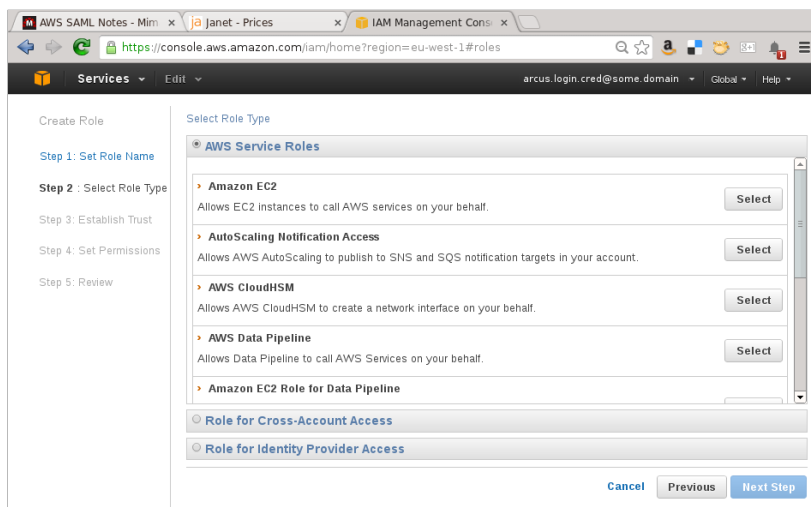 AWS SAML Notes - Mim
Janet - Prices
IAM Management Cons
https://console.aws.amazon.com/iam/home?region=eu-west-1#roles
Services
Edit
arcus.login.cred@some.domain
Global
Help
Create Role
Step 1: Set Role Name
Step 2 : Select Role Type
Step 3: Establish Trust
Step 4: Set Permissions
Step 5: Review
Select Role Type
AWS Service Roles
Amazon EC2
Allows EC2 instances to call AWS services on your behalf.
Select
AutoScaling Notification Access
Allows AWS AutoScaling to publish to SNS and SQS notification targets in your account.
Select
AWS CloudHSM
Allows AWS CloudHSM to create a network interface on your behalf.
Select
AWS Data Pipeline
Allows Data Pipeline to call AWS Services on your behalf.
Select
Amazon EC2 Role for Data Pipeline
Role for Cross-Account Access
Role for Identity Provider Access
Cancel
Previous
Next Step